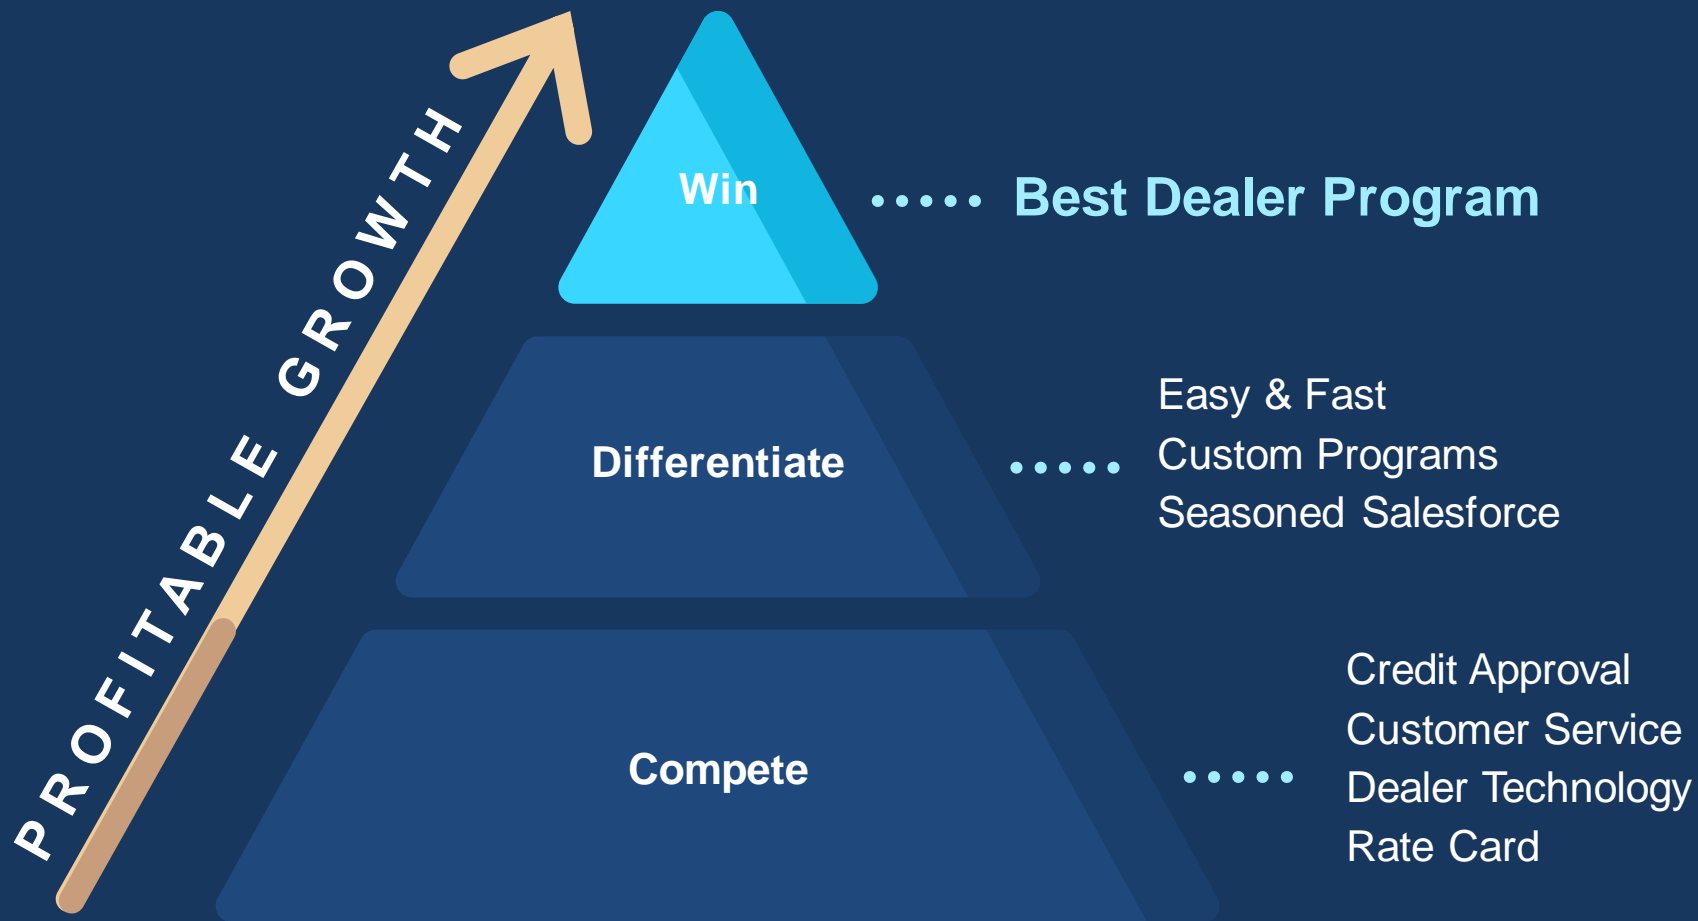 PROFITABLE GROWTH
Win
Best Dealer Program
Differentiate
Easy & Fast
Custom Programs
Seasoned Salesforce
Compete
Credit Approval
Customer Service
Dealer Technology
Rate Card